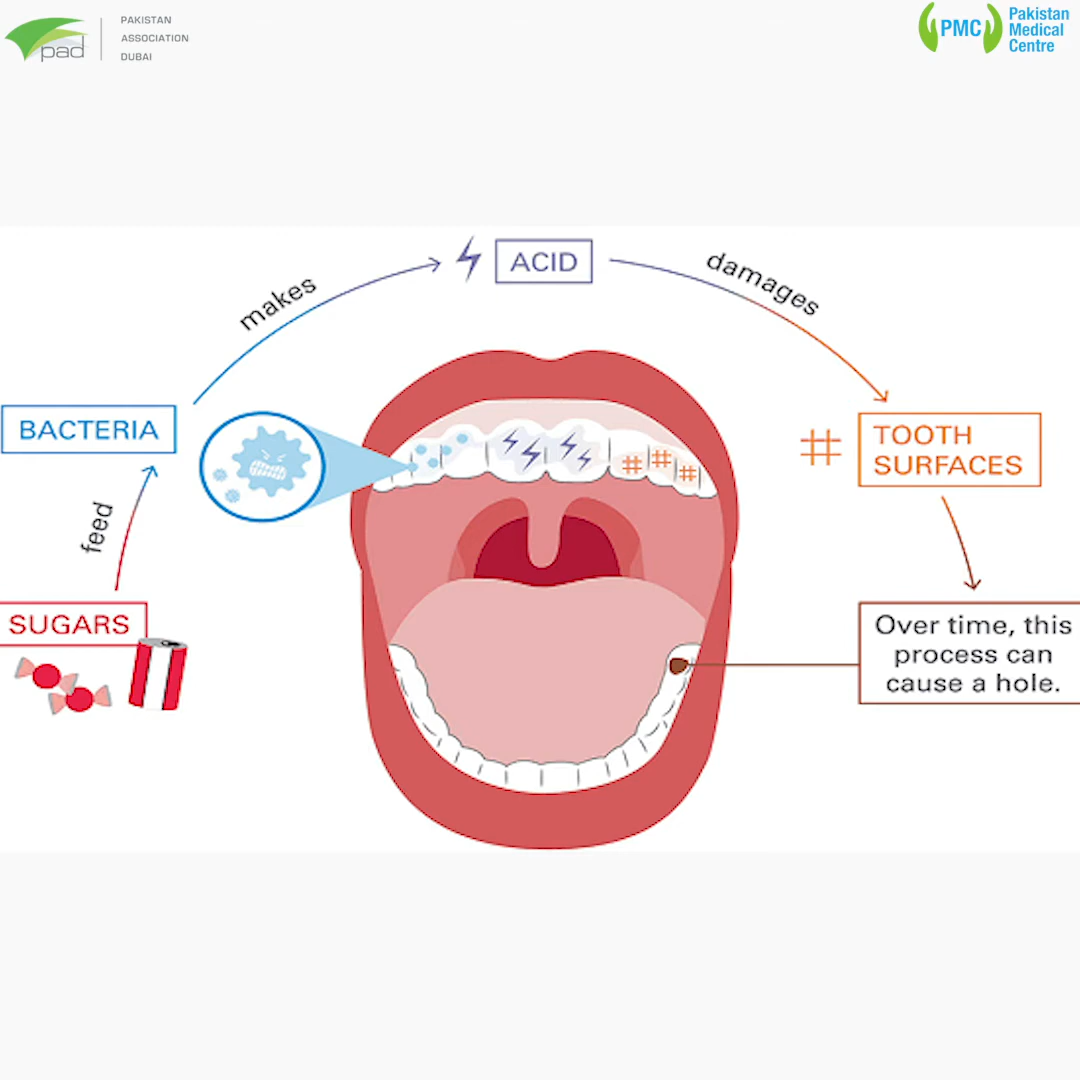 pad
PAKISTAN
ASSOCIATION
DUBAI
PMC
Pakistan
Medical
Centre
makes
ACID
damages
BACTERIA
TOOTH
SURFACES
feed
SUGARS
Over time, this
process can
cause a hole.